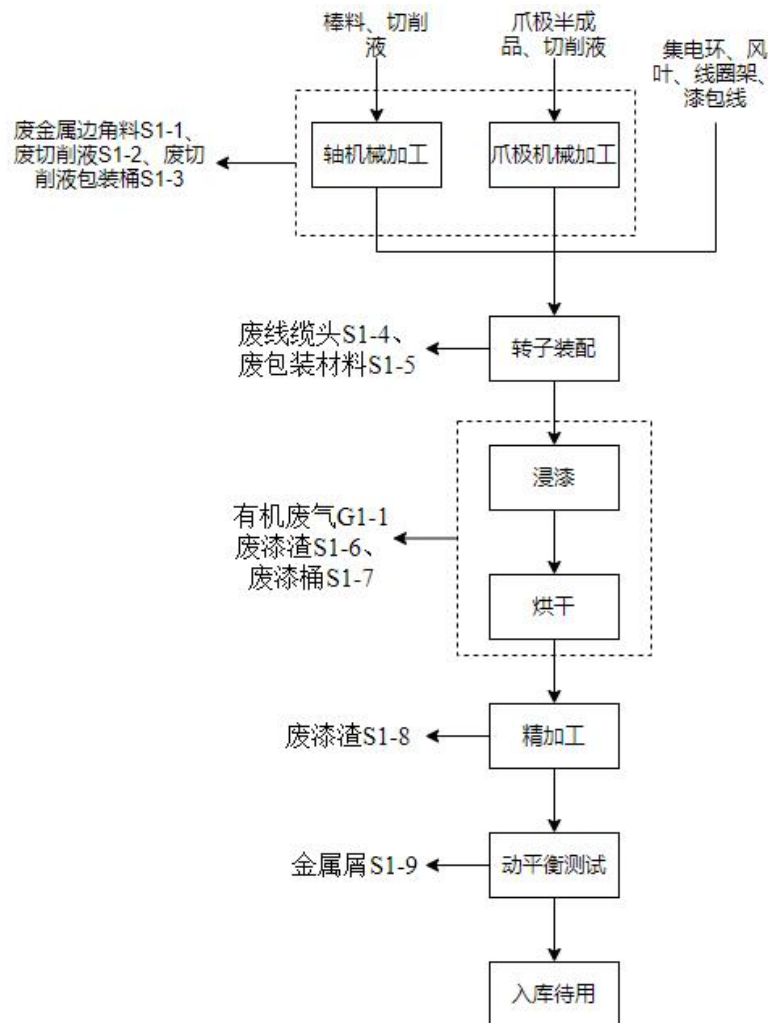 棒料、切削
液
爪极半成
品、切削液
集电环、风
叶、线圈架、
漆包线
废金属边角料S1-1、
废切削液S1-2、废切
削液包装桶S1-3
轴机械加工
爪极机械加工
废线缆头S1-4、
废包装材料S1-5
转子装配
浸漆
有机废气G1-1
废漆渣S1-6、
废漆桶S1-7
烘干
废漆渣S1-8
精加工
金属屑S1-9
动平衡测试
入库待用